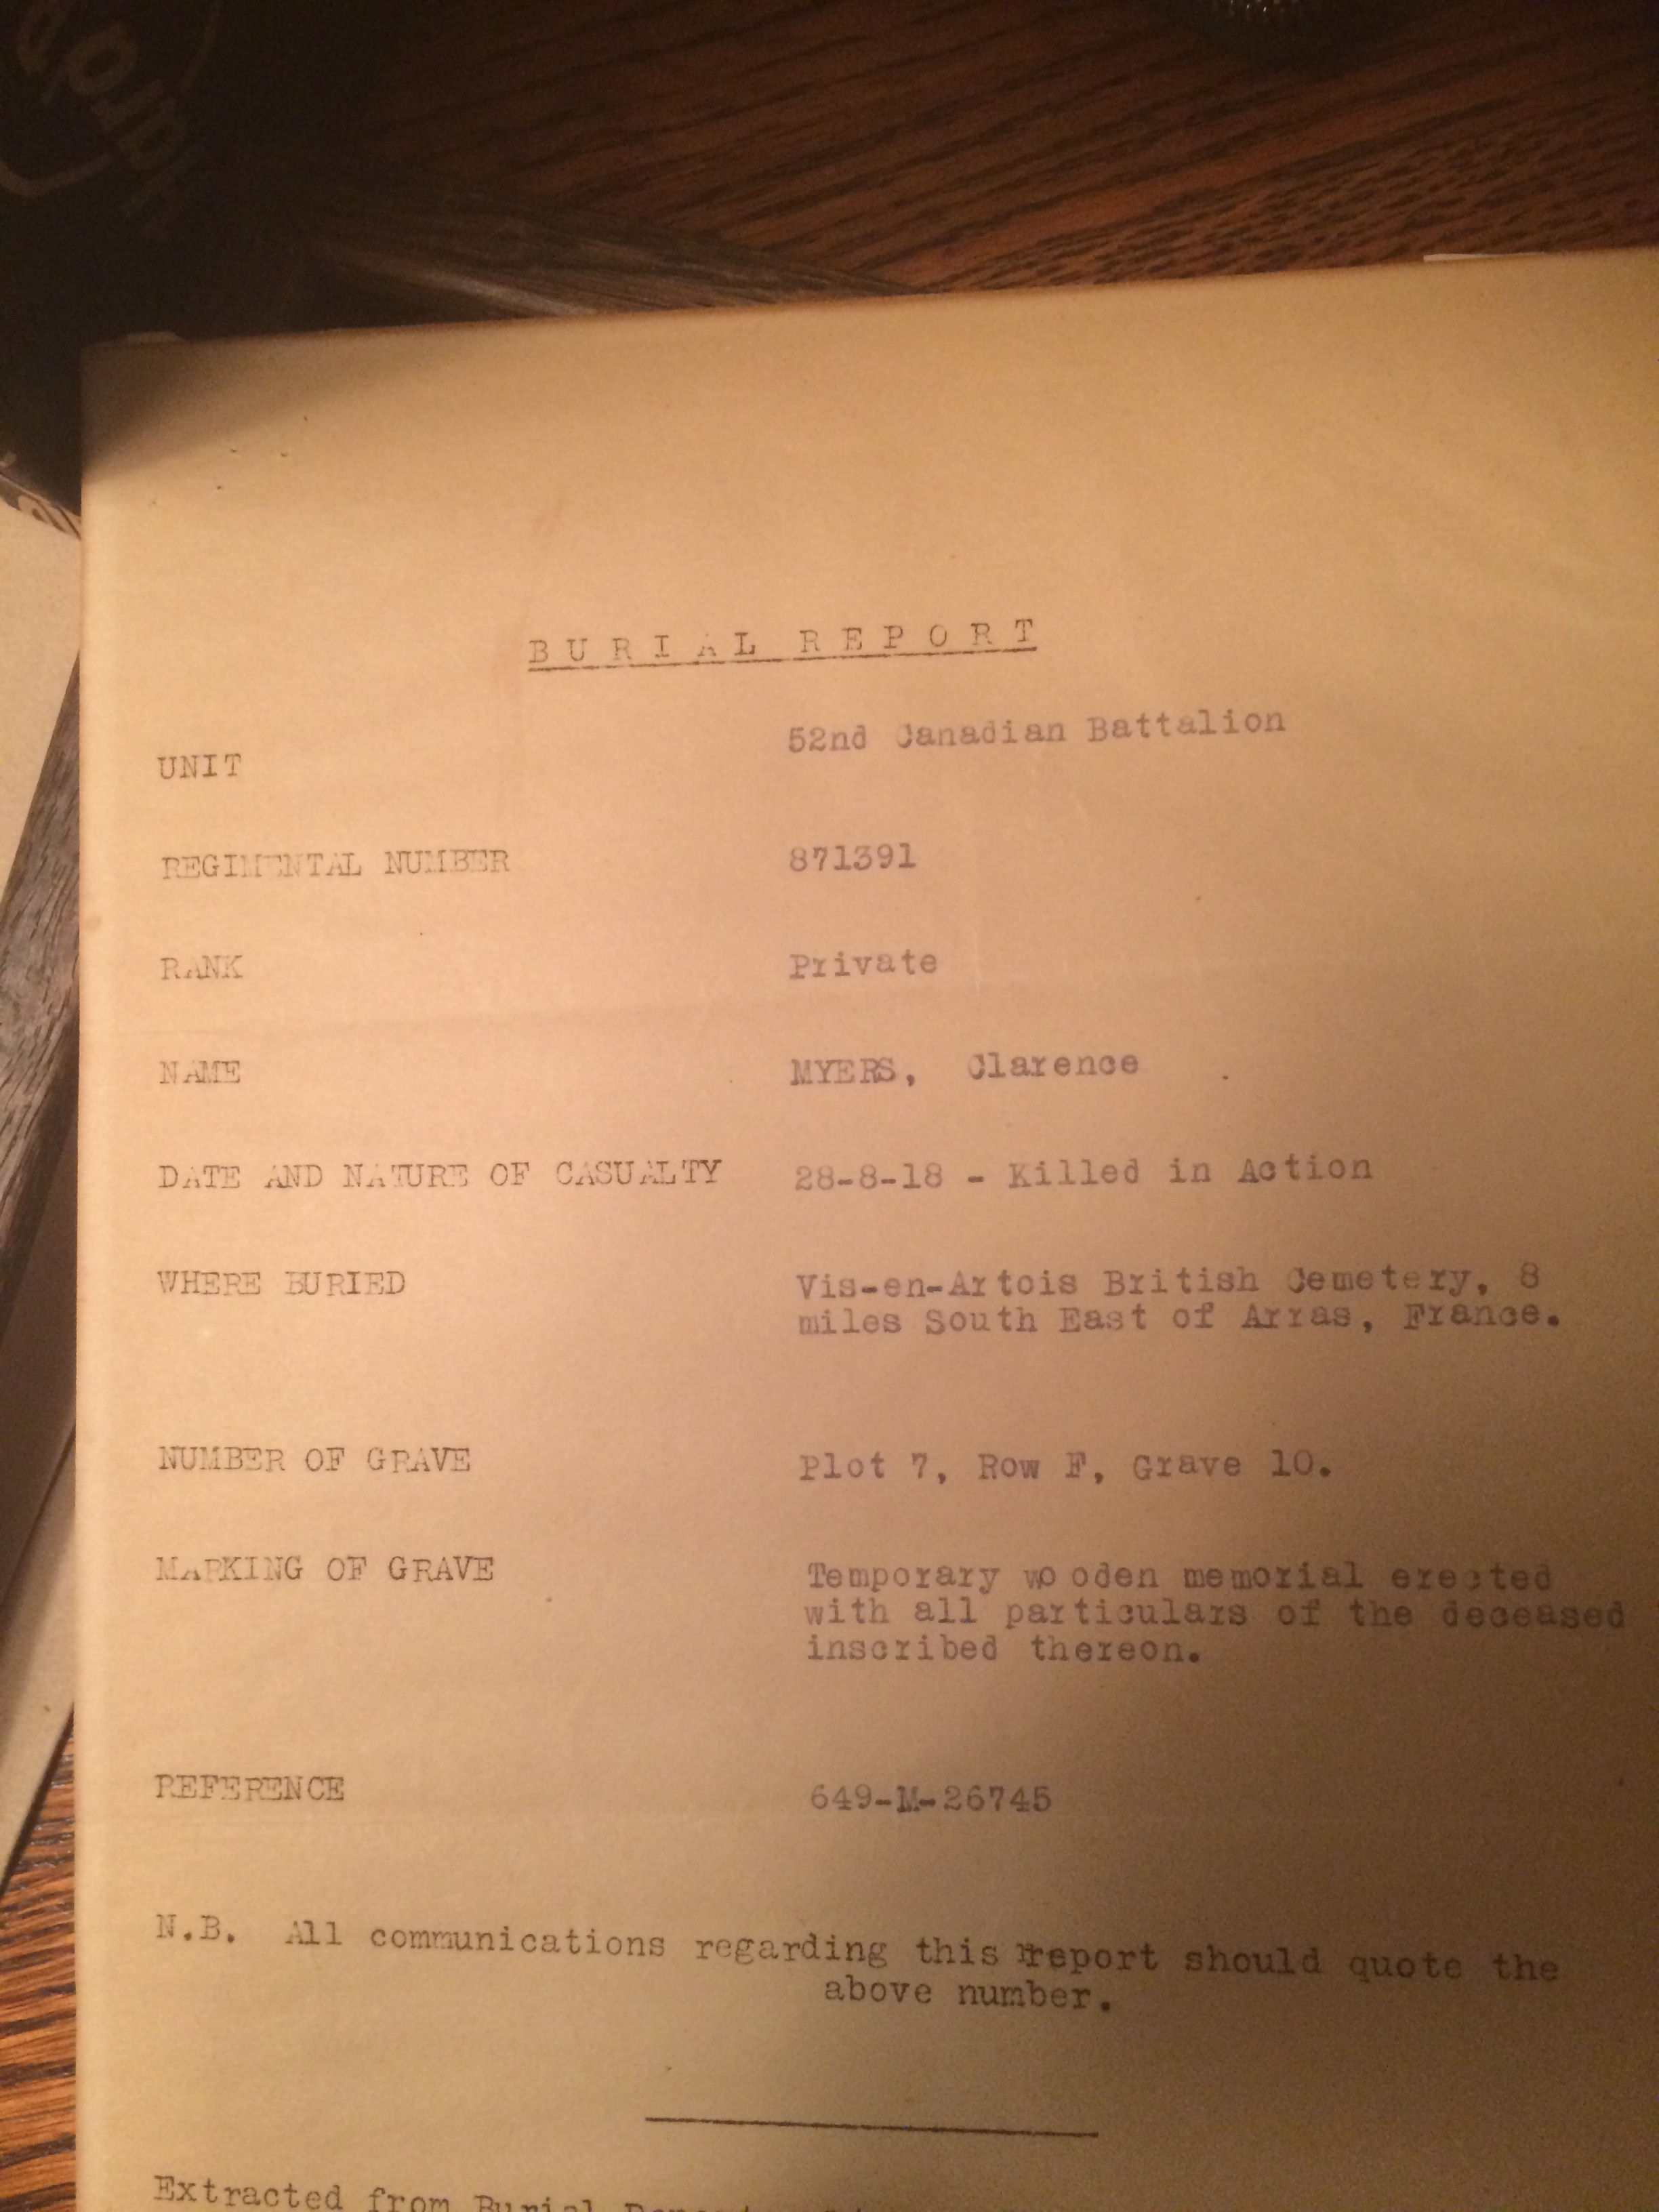 BURIAL REPORT
UNIT 52nd Canadian Battalion
REGIMENTAL NUMBER 871391
RANK Private
NAME MYERS, Clarence
DATE AND NATURE OF CASUALTY 28-8-18 - Killed in Action
WHERE BURIED Vis-en-Artois British Cemetery, 8
miles South East of Arras, France.
NUMBER OF GRAVE Plot 7, Row F, Grave 10.
MARKING OF GRAVE Temporary wooden memorial erected
with all particulars of the deceased
inscribed thereon.
REFERENCE 649-M-26745
N.B. All communications regarding this report should quote the
above number.
Extracted from Burial